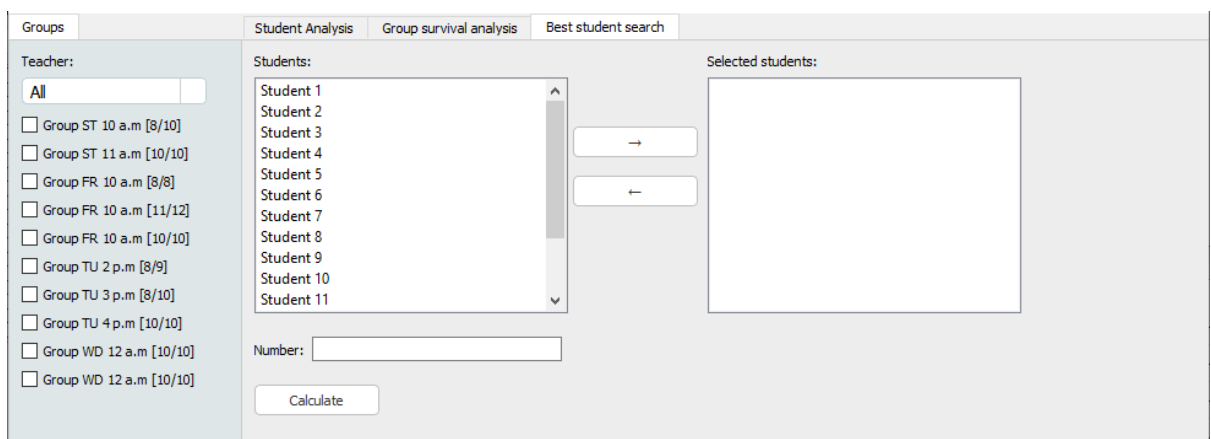 Groups
Teacher:
All
Group ST 10 a.m [8/10]
Group ST 11 a.m [10/10]
Group FR 10 a.m [8/8]
Group FR 10 a.m [11/12]
Group FR 10 a.m [10/10]
Group TU 2 p.m [8/9]
Group TU 3 p.m [8/10]
Group TU 4 p.m [10/10]
Group WD 12 a.m [10/10]
Group WD 12 a.m [10/10]
Student Analysis
Group survival analysis
Best student search
Students:
Student 1
Student 2
Student 3
Student 4
Student 5
Student 6
Student 7
Student 8
Student 9
Student 10
Student 11
→
←
Selected students:
Number:
Calculate